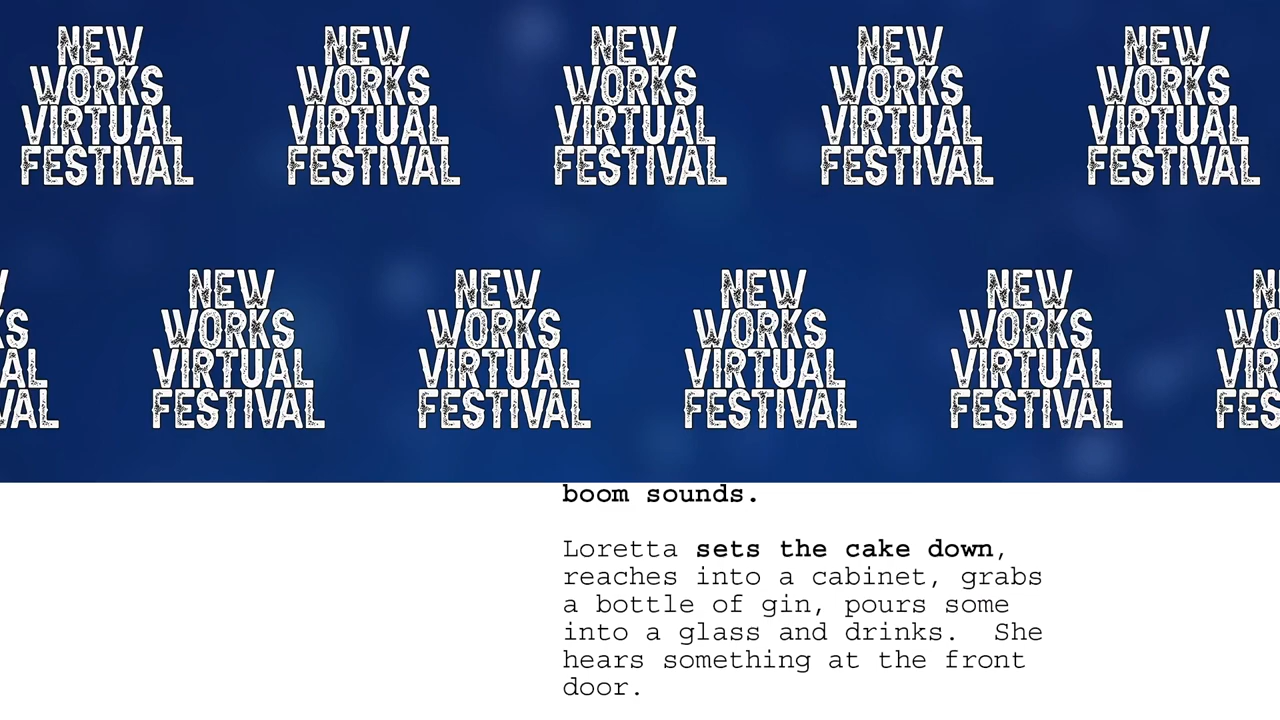 NEW NEW NEW NEW NEW
WORKS WORKS WORKS WORKS WORKS
VIRTUAL VIRTUAL VIRTUAL VIRTUAL VIRTUAL
FESTIVAL FESTIVAL FESTIVAL FESTIVAL FESTIVAL
NEW NEW NEW NEW
WORKS WORKS WORKS WORKS
VIRTUAL VIRTUAL VIRTUAL VIRTUAL
FESTIVAL FESTIVAL FESTIVAL FESTIVAL
boom sounds.
Loretta sets the cake down,
reaches into a cabinet, grabs
a bottle of gin, pours some
into a glass and drinks.  She
hears something at the front
door.